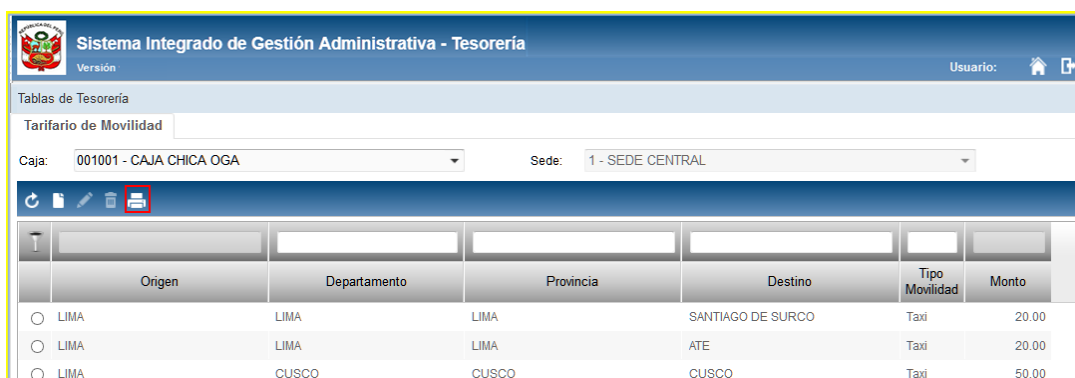 Sistema Integrado de Gestión Administrativa - Tesorería
Versión Usuario:
Tablas de Tesorería
Tarifario de Movilidad
Caja: 001001 - CAJA CHICA OGA Sede: 1 - SEDE CENTRAL
Origen Departamento Provincia Destino Tipo Movilidad Monto
LIMA LIMA LIMA SANTIAGO DE SURCO Taxi 20.00
LIMA LIMA LIMA ATE Taxi 20.00
LIMA CUSCO CUSCO CUSCO Taxi 50.00